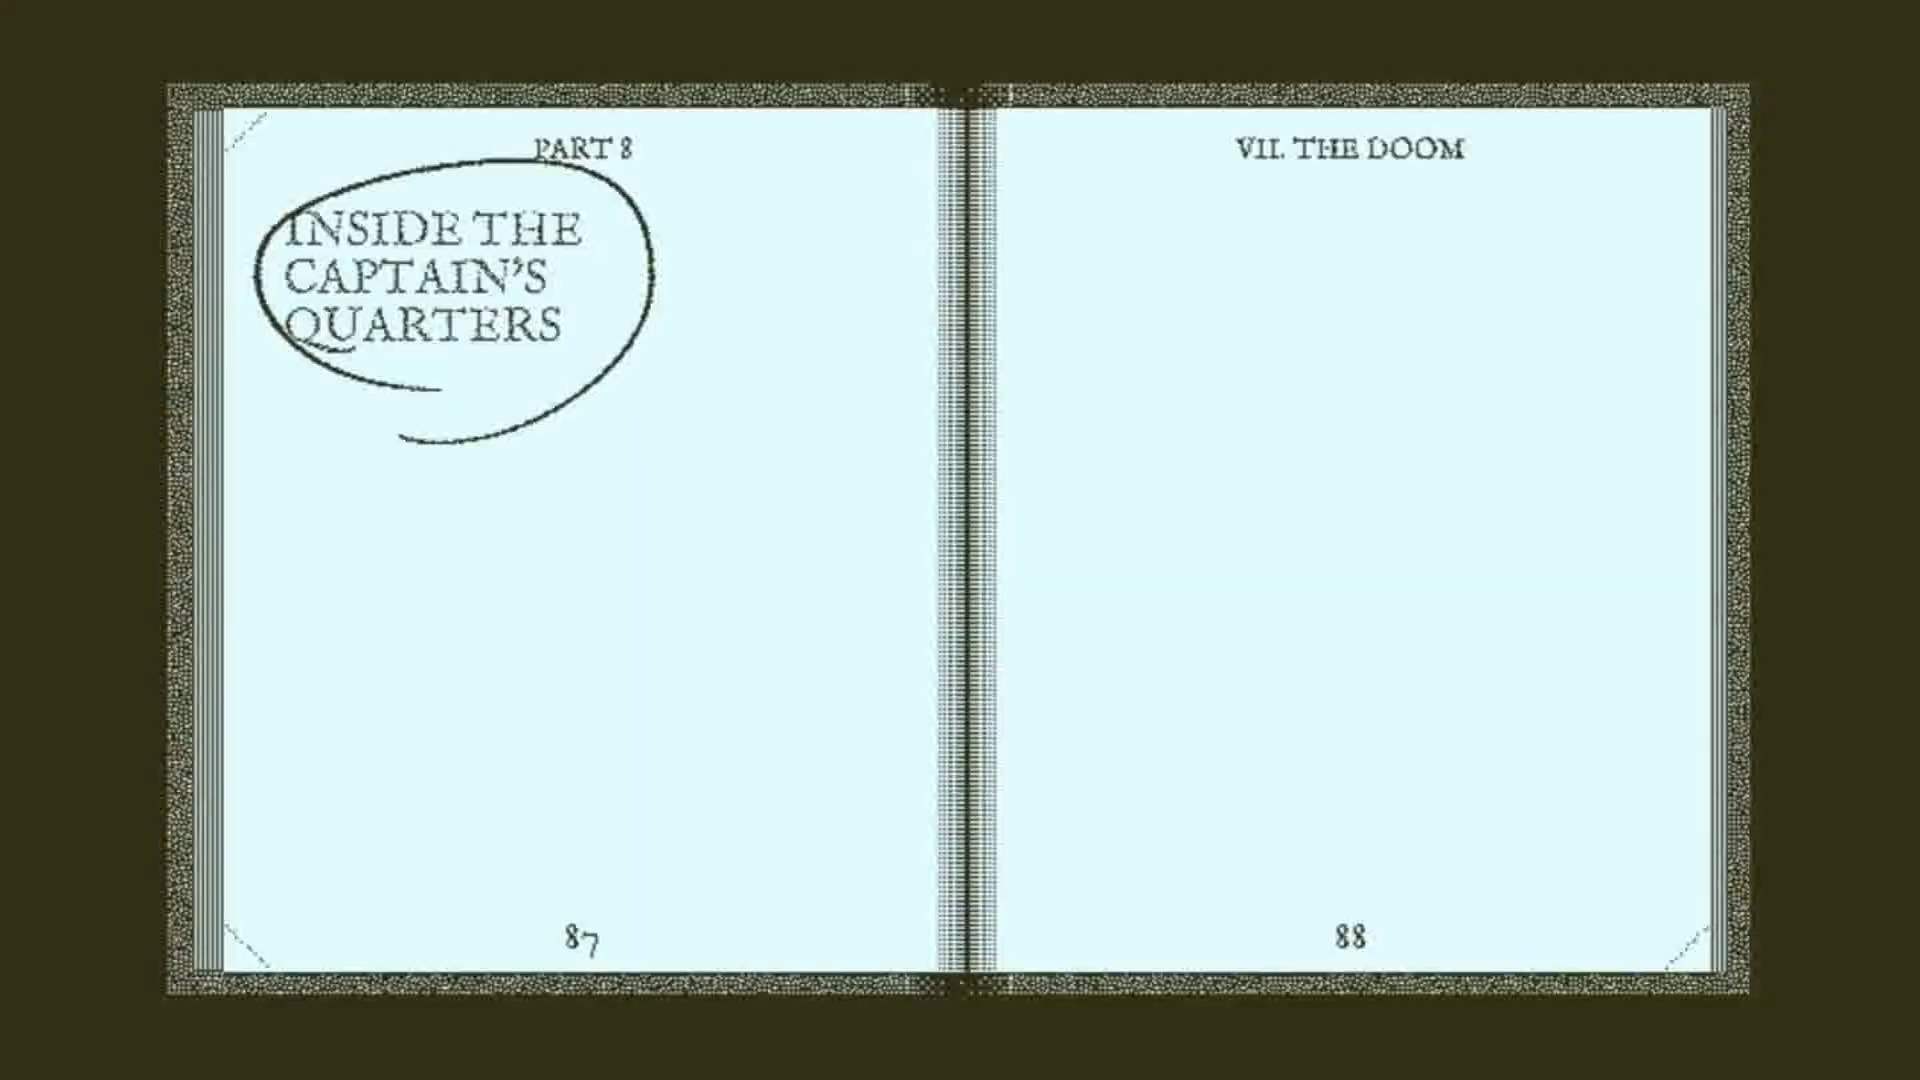 PART 8
INSIDE THE
CAPTAIN'S
QUARTERS
87
VII. THE DOOM
88